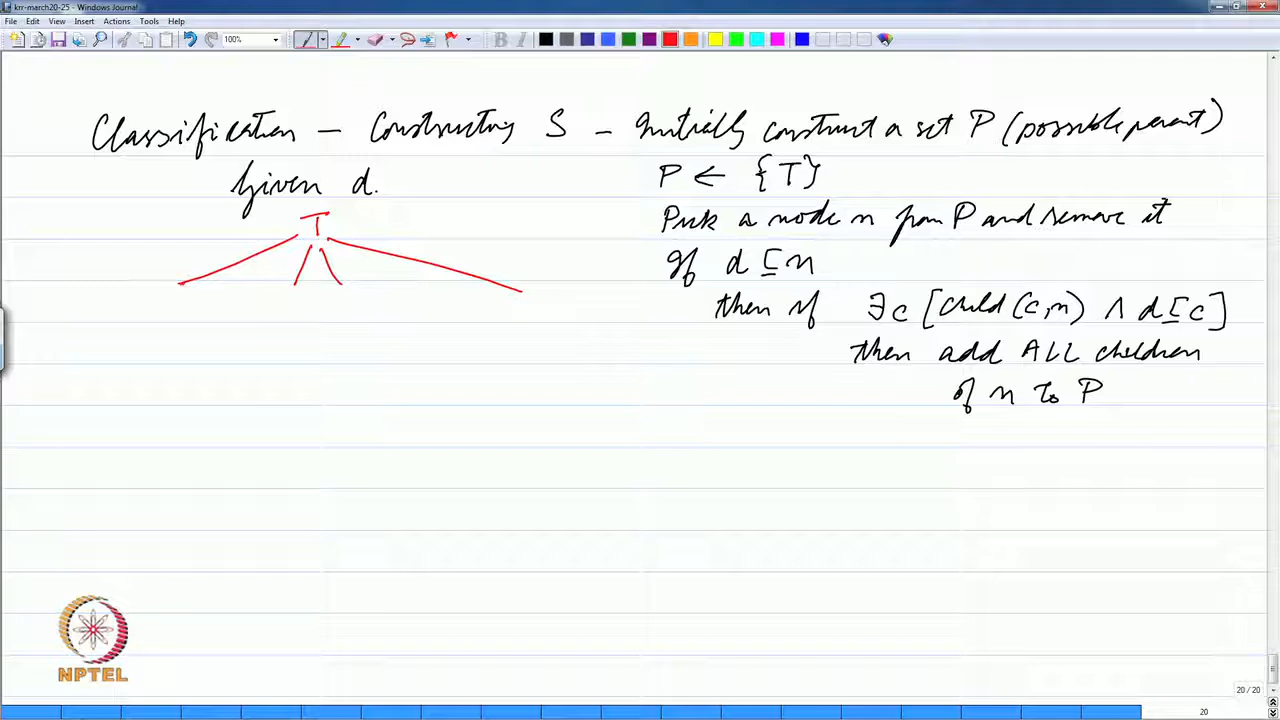 krr-march20-25 - Windows Journal
File Edit View Insert Actions Tools Help
100%
Classification - Constructing S - Initially construct a set P (possible parent)
Given d.
P ← {T}
T
Pick a node n from P and remove it
If d ⊑ n
then if ∃c [child (c,n) ∧ d ⊑ c]
then add ALL children
of n to P
NPTEL
20 / 20
20